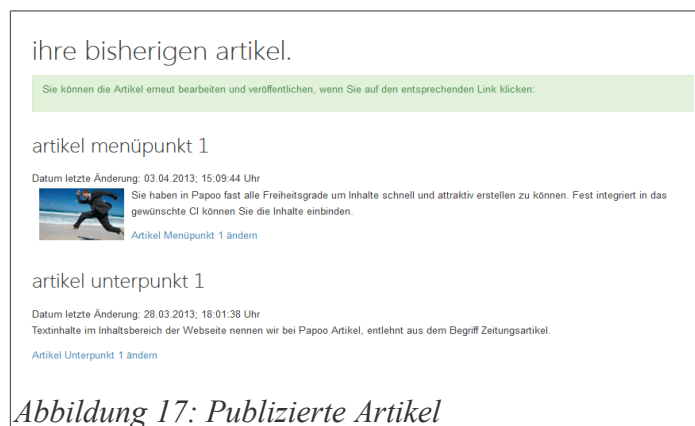 ihre bisherigen artikel.
Sie können die Artikel erneut bearbeiten und veröffentlichen, wenn Sie auf den entsprechenden Link klicken:
artikel menüpunkt 1
Datum letzte Änderung: 03.04.2013; 15:09:44 Uhr
Sie haben in Papoo fast alle Freiheitsgrade um Inhalte schnell und attraktiv erstellen zu können. Fest integriert in das
gewünschte CI können Sie die Inhalte einbinden.
Artikel Menüpunkt 1 ändern
artikel unterpunkt 1
Datum letzte Änderung: 28.03.2013; 18:01:38 Uhr
Textinhalte im Inhaltsbereich der Webseite nennen wir bei Papoo Artikel, entlehnt aus dem Begriff Zeitungsartikel.
Artikel Unterpunkt 1 ändern
Abbildung 17: Publizierte Artikel